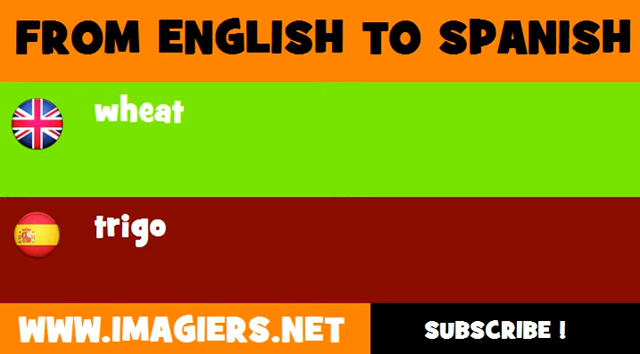 FROM ENGLISH TO SPANISH
wheat
trigo
WWW.IMAGIERS.NET
SUBSCRIBE !